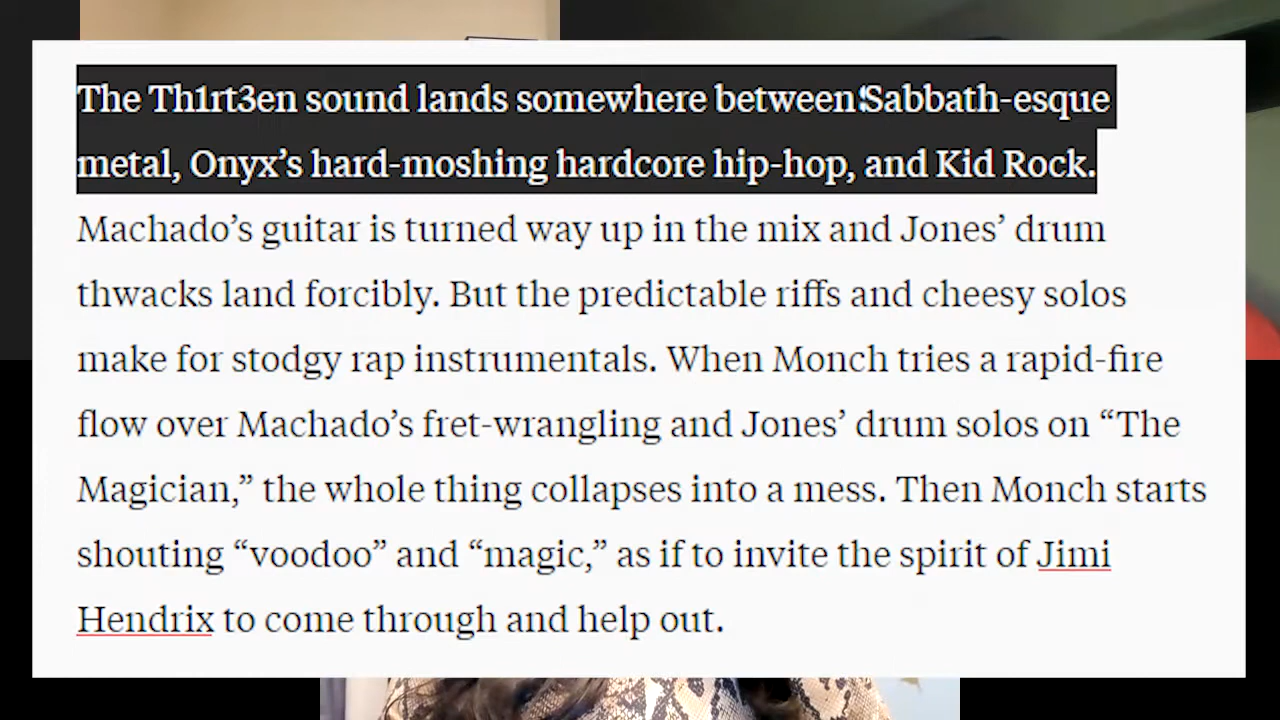 The Th1rt3en sound lands somewhere between Sabbath-esque
metal, Onyx’s hard-moshing hardcore hip-hop, and Kid Rock.
Machado’s guitar is turned way up in the mix and Jones’ drum
thwacks land forcibly. But the predictable riffs and cheesy solos
make for stodgy rap instrumentals. When Monch tries a rapid-fire
flow over Machado’s fret-wrangling and Jones’ drum solos on “The
Magician,” the whole thing collapses into a mess. Then Monch starts
shouting “voodoo” and “magic,” as if to invite the spirit of Jimi
Hendrix to come through and help out.